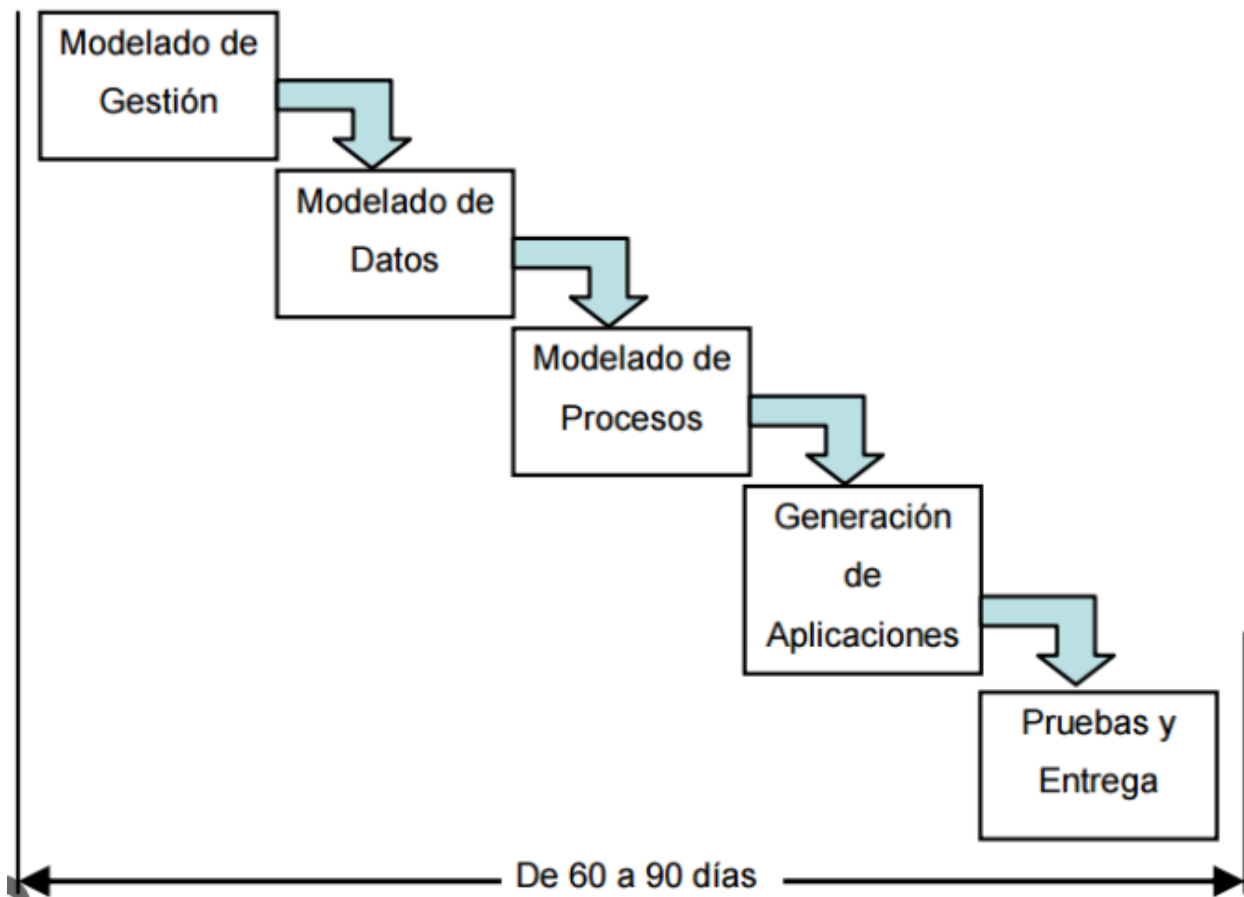 Modelado de
Gestión
Modelado de
Datos
Modelado de
Procesos
Generación
de
Aplicaciones
Pruebas y
Entrega
De 60 a 90 días